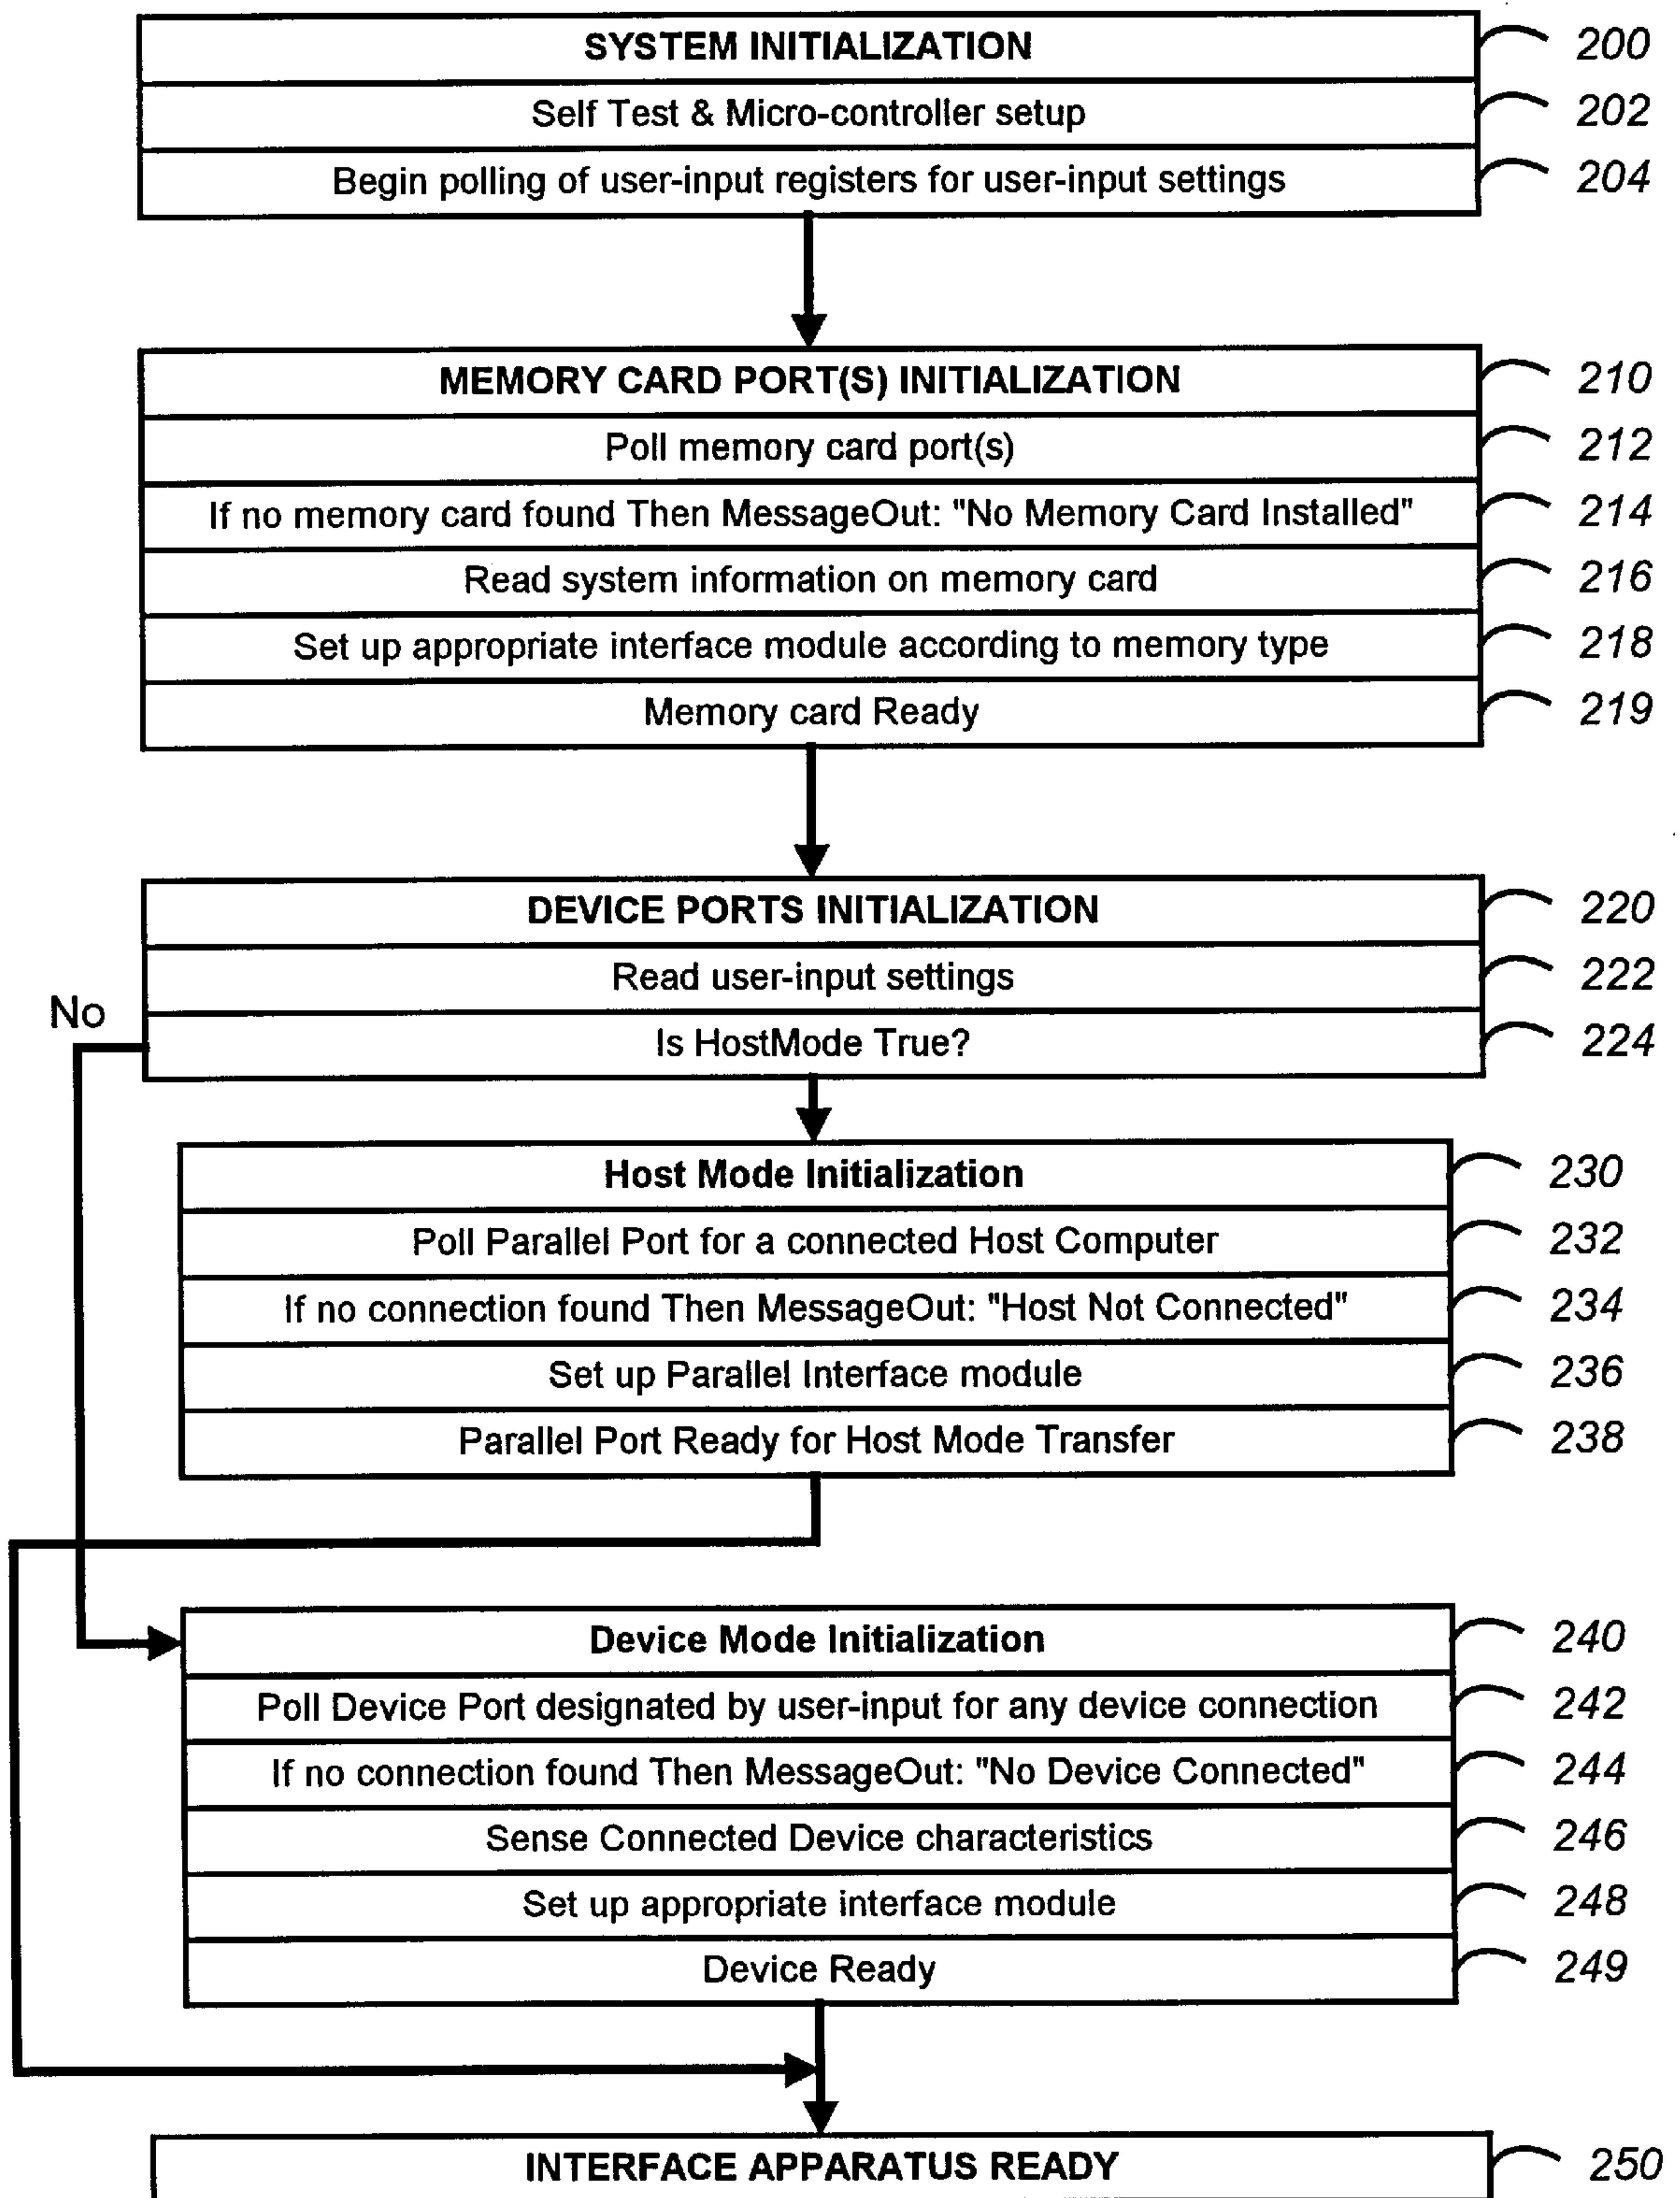 SYSTEM INITIALIZATION 200
Self Test & Micro-controller setup 202
Begin polling of user-input registers for user-input settings 204
MEMORY CARD PORT(S) INITIALIZATION 210
Poll memory card port(s) 212
If no memory card found Then MessageOut: "No Memory Card Installed" 214
Read system information on memory card 216
Set up appropriate interface module according to memory type 218
Memory card Ready 219
DEVICE PORTS INITIALIZATION 220
Read user-input settings 222
No
Is HostMode True? 224
Host Mode Initialization 230
Poll Parallel Port for a connected Host Computer 232
If no connection found Then MessageOut: "Host Not Connected" 234
Set up Parallel Interface module 236
Parallel Port Ready for Host Mode Transfer 238
Device Mode Initialization 240
Poll Device Port designated by user-input for any device connection 242
If no connection found Then MessageOut: "No Device Connected" 244
Sense Connected Device characteristics 246
Set up appropriate interface module 248
Device Ready 249
INTERFACE APPARATUS READY 250